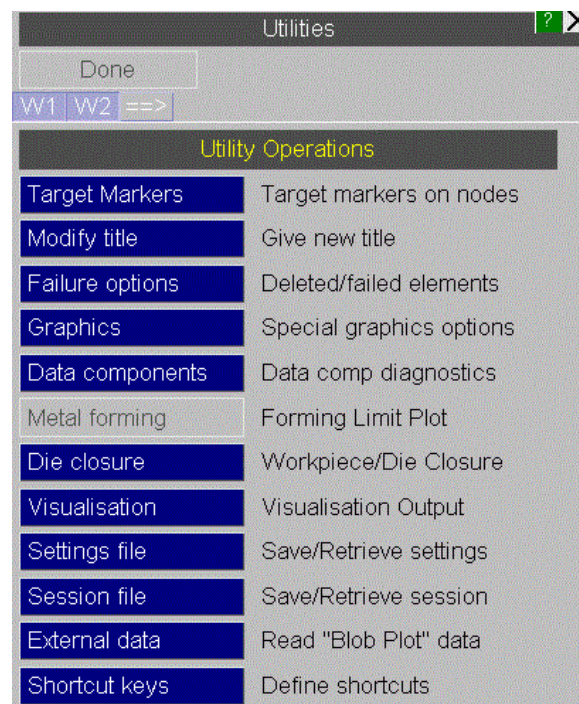 Utilities
? X
Done
W1 W2 ==>
Utility Operations
Target Markers Target markers on nodes
Modify title Give new title
Failure options Deleted/failed elements
Graphics Special graphics options
Data components Data comp diagnostics
Metal forming Forming Limit Plot
Die closure Workpiece/Die Closure
Visualisation Visualisation Output
Settings file Save/Retrieve settings
Session file Save/Retrieve session
External data Read "Blob Plot" data
Shortcut keys Define shortcuts